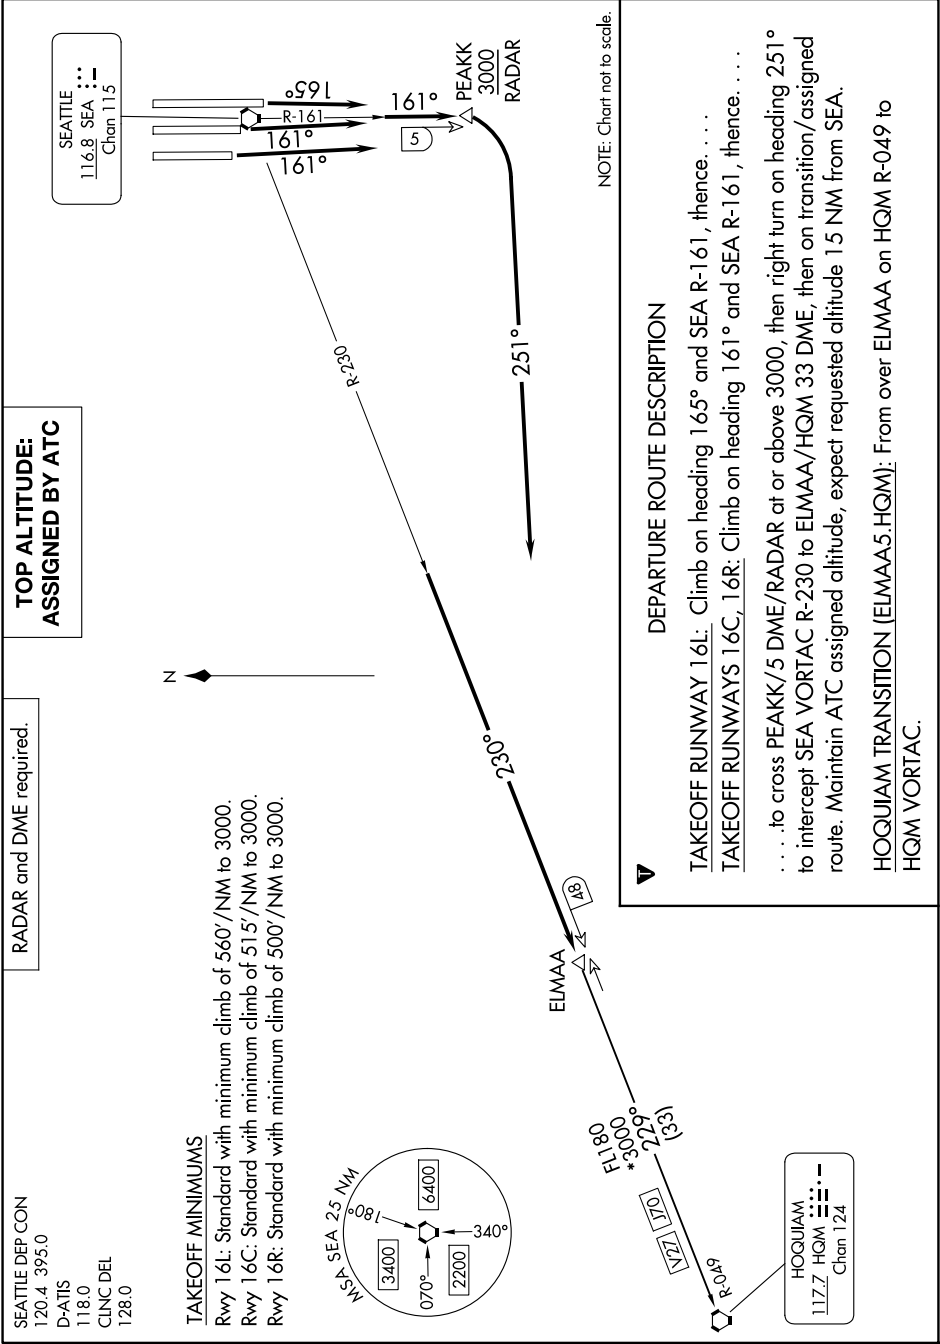 SEATTLE DEP CON
120.4 395.0
D-ATIS
118.0
CLNC DEL
128.0
RADAR and DME required.
TOP ALTITUDE:
ASSIGNED BY ATC
SEATTLE
116.8 SEA
Chan 115
TAKEOFF MINIMUMS
Rwy 16L: Standard with minimum climb of 560'/NM to 3000.
Rwy 16C: Standard with minimum climb of 515'/NM to 3000.
Rwy 16R: Standard with minimum climb of 500'/NM to 3000.
N
165°
R-161
161°
161°
161°
5
PEAKK
3000
RADAR
R-230
251°
230°
48
ELMAA
MSA SEA 25 NM
180°
3400
6400
070°
340°
2200
FL180
*3000
229°
(33)
V27
J70
R-049
HOQUIAM
117.7 HQM
Chan 124
NOTE: Chart not to scale.
DEPARTURE ROUTE DESCRIPTION
T
TAKEOFF RUNWAY 16L: Climb on heading 165° and SEA R-161, thence. . . .
TAKEOFF RUNWAYS 16C, 16R: Climb on heading 161° and SEA R-161, thence. . . .
. . . .to cross PEAKK/5 DME/RADAR at or above 3000, then right turn on heading 251°
to intercept SEA VORTAC R-230 to ELMAA/HQM 33 DME, then on transition/assigned
route. Maintain ATC assigned altitude, expect requested altitude 15 NM from SEA.
HOQUIAM TRANSITION (ELMAA5.HQM): From over ELMAA on HQM R-049 to
HQM VORTAC.